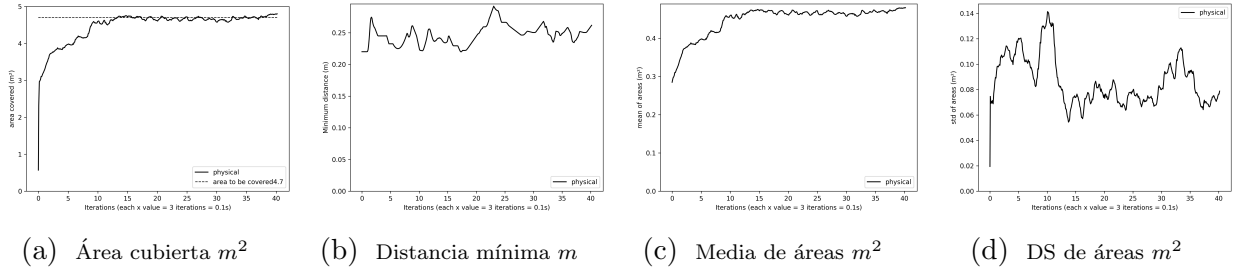 5
4
3
2
1
0
area covered (m²)
physical
area to be covered4.7
0 5 10 15 20 25 30 35 40
Iterations (each x value = 3 iterations = 0.1s)
(a) Área cubierta m²
0.25
0.20
0.15
0.10
0.05
0.00
Minimum distance (m)
physical
0 5 10 15 20 25 30 35 40
Iterations (each x value = 3 iterations = 0.1s)
(b) Distancia mínima m
0.4
0.3
0.2
0.1
0.0
mean of areas (m²)
physical
0 5 10 15 20 25 30 35 40
Iterations (each x value = 3 iterations = 0.1s)
(c) Media de áreas m²
0.14
0.12
0.10
0.08
0.06
0.04
0.02
0.00
std of areas (m²)
physical
0 5 10 15 20 25 30 35 40
Iterations (each x value = 3 iterations = 0.1s)
(d) DS de áreas m²